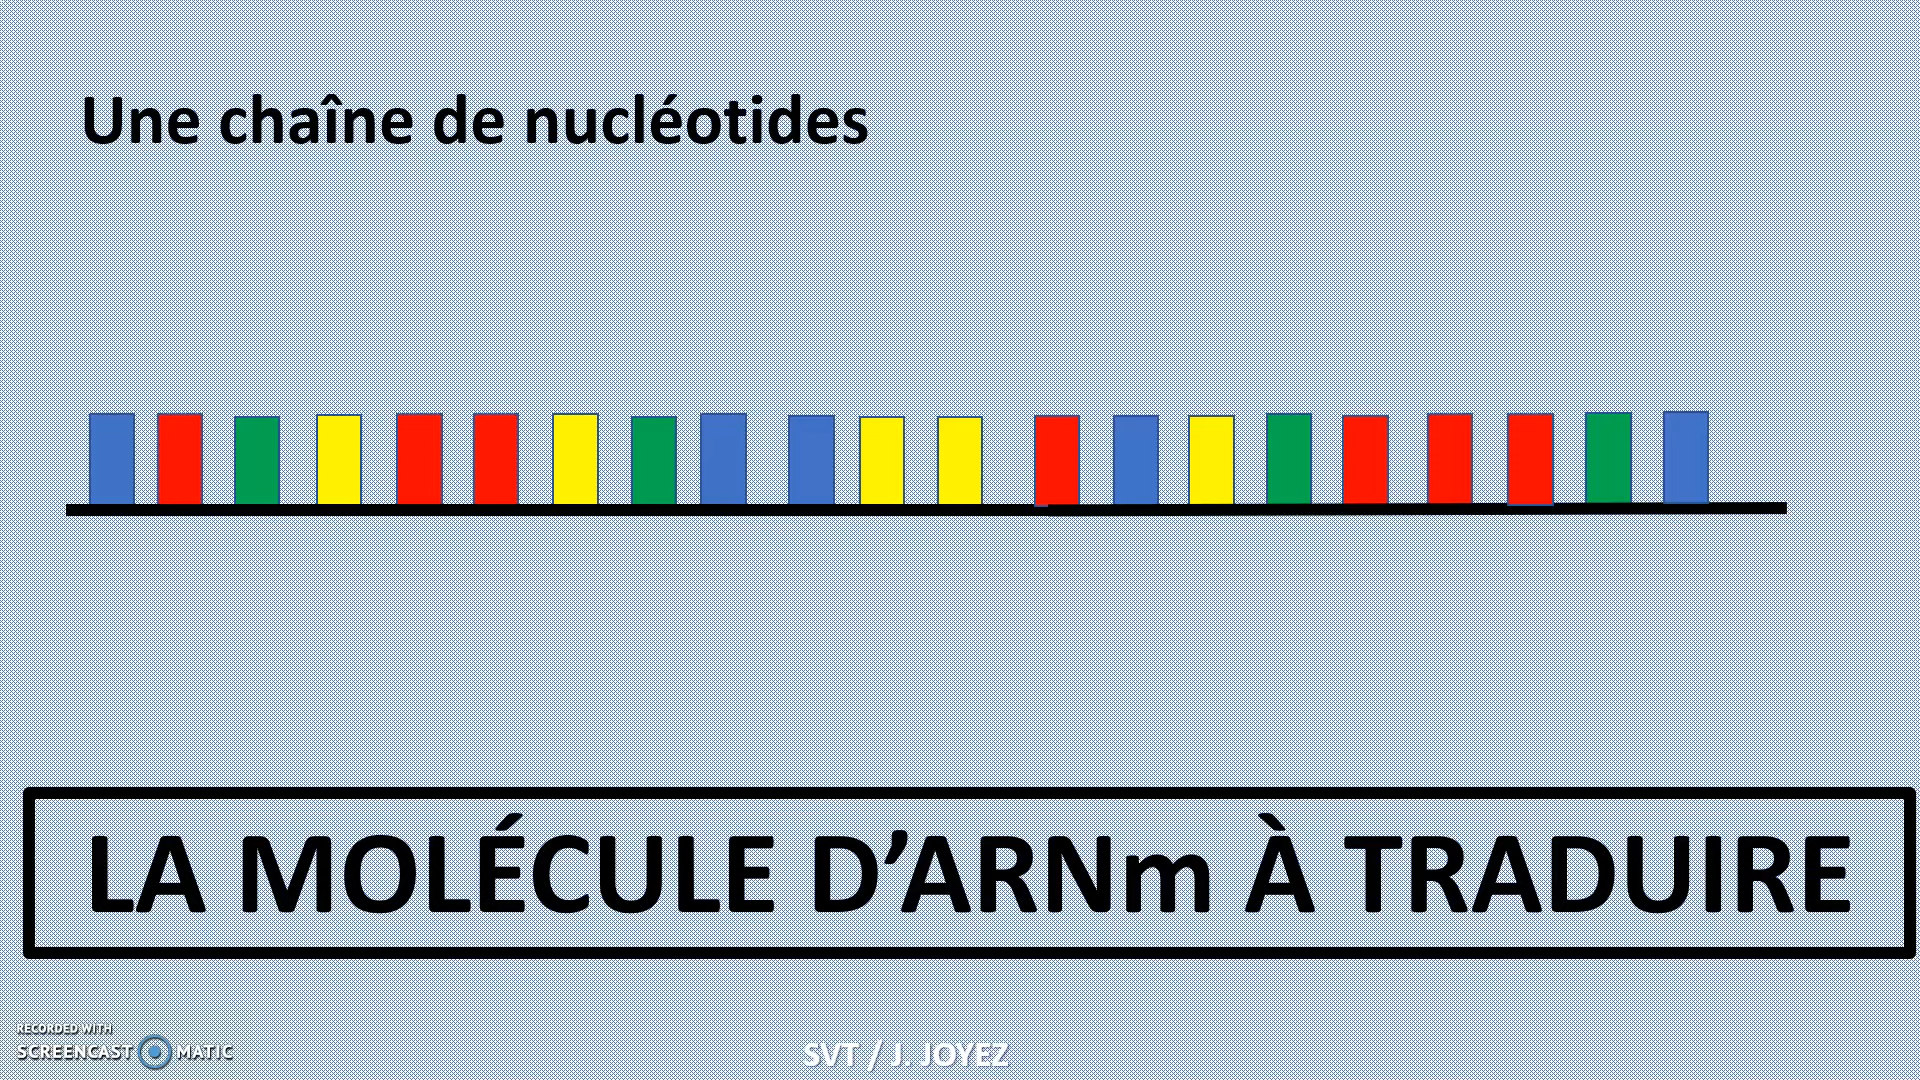 Une chaîne de nucléotides
LA MOLÉCULE D’ARNm À TRADUIRE
RECORDED WITH
SCREENCAST MATIC
SVT / J. JOYEZ